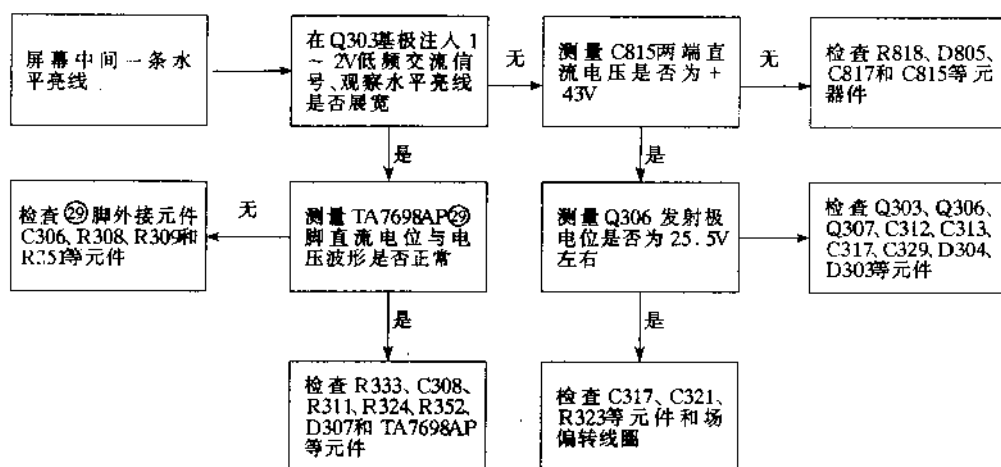 屏幕中间一条水
平亮线
在Q303基极注人1
~2V低频交流信
号、观察水平亮线
是否展宽
无
测量C815两端直
流电压是否为+
43V
无
检查R818、D805、
C817和C815等元
器件
是
是
检查㉙脚外接元件
C306、R308、R309和
R351等元件
无
测量TA7698AP㉙
脚直流电位与电
压波形是否正常
测量Q306发射极
电位是否为25.5V
左右
检查Q303、Q306、
Q307、C312、C313、
C317、C329、D304、
D303等元件
是
是
检查R333、C308、
R311、R324、R352、
D307和TA7698AP
等元件
检查C317、C321、
R323等元件和场
偏转线圈